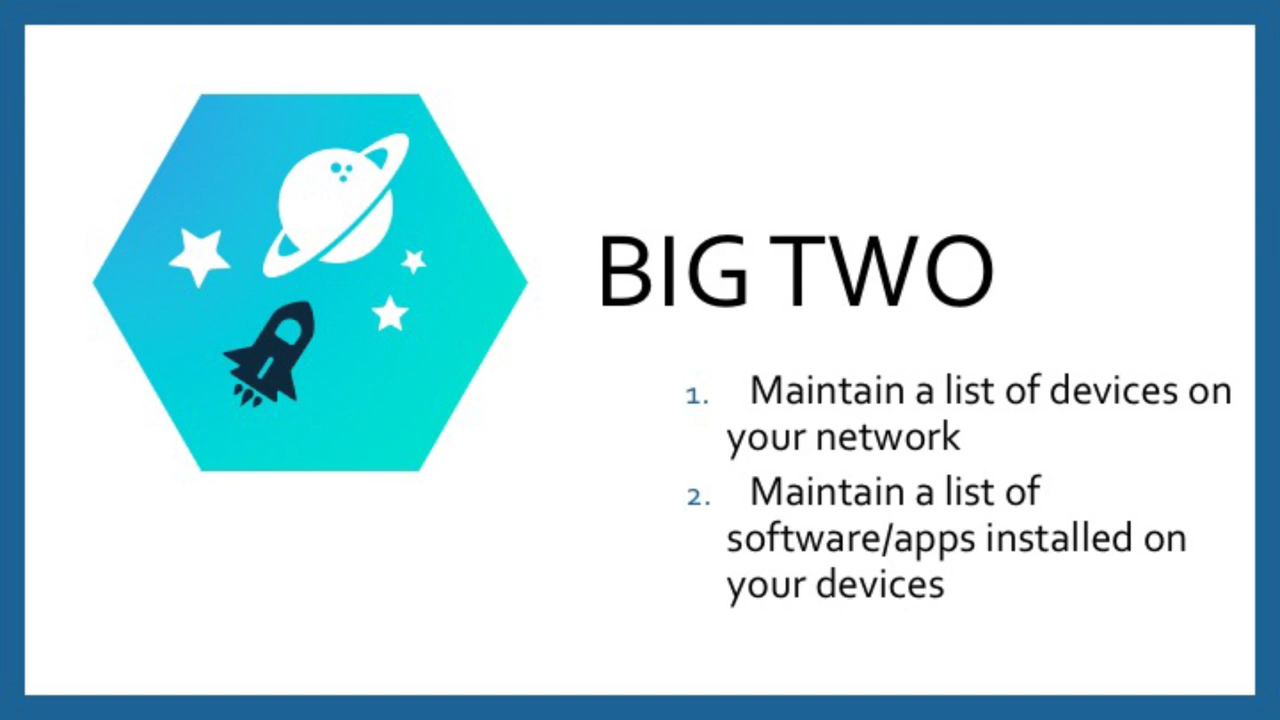 BIG TWO
1. Maintain a list of devices on
your network
2. Maintain a list of
software/apps installed on
your devices